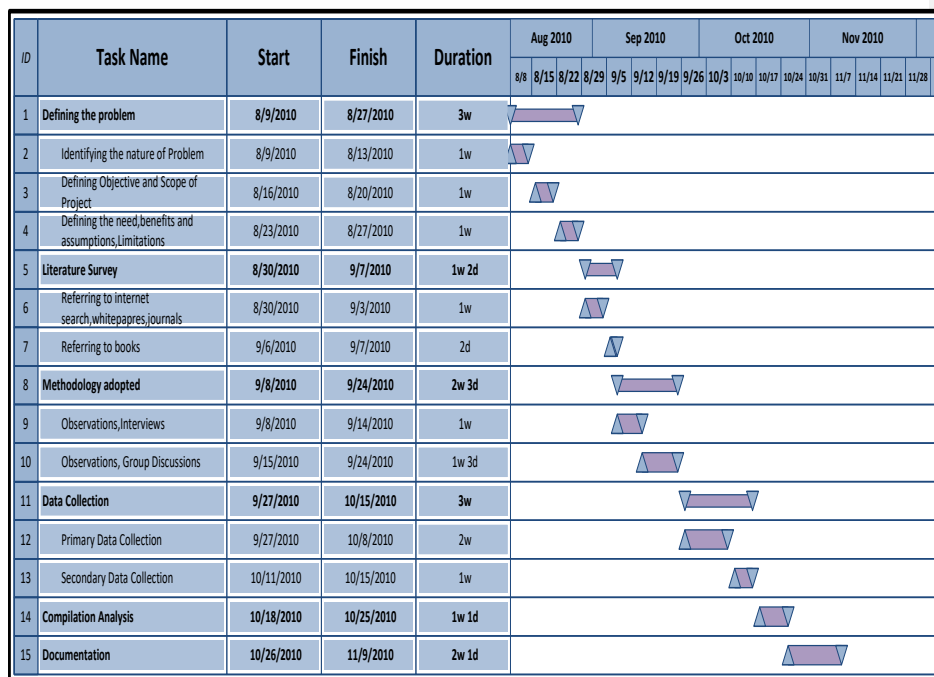 ID Task Name Start Finish Duration Aug 2010 Sep 2010 Oct 2010 Nov 2010
8/8 8/15 8/22 8/29 9/5 9/12 9/19 9/26 10/3 10/10 10/17 10/24 10/31 11/7 11/14 11/21 11/28
1 Defining the problem 8/9/2010 8/27/2010 3w
2 Identifying the nature of Problem 8/9/2010 8/13/2010 1w
3 Defining Objective and Scope of
Project 8/16/2010 8/20/2010 1w
4 Defining the need,benefits and
assumptions,Limitations 8/23/2010 8/27/2010 1w
5 Literature Survey 8/30/2010 9/7/2010 1w 2d
6 Referring to internet
search,whitepapres,journals 8/30/2010 9/3/2010 1w
7 Referring to books 9/6/2010 9/7/2010 2d
8 Methodology adopted 9/8/2010 9/24/2010 2w 3d
9 Observations,Interviews 9/8/2010 9/14/2010 1w
10 Observations, Group Discussions 9/15/2010 9/24/2010 1w 3d
11 Data Collection 9/27/2010 10/15/2010 3w
12 Primary Data Collection 9/27/2010 10/8/2010 2w
13 Secondary Data Collection 10/11/2010 10/15/2010 1w
14 Compilation Analysis 10/18/2010 10/25/2010 1w 1d
15 Documentation 10/26/2010 11/9/2010 2w 1d